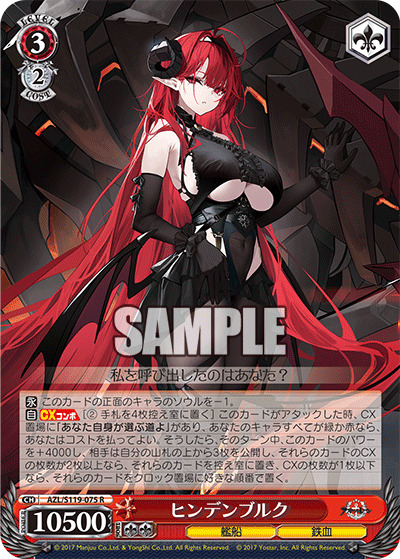 LEVEL
3
2
COST
SAMPLE
私を呼び出したのはあなた?
永 このカードの正面のキャラのソウルを-1。
自 CXコンボ [② 手札を4枚控え室に置く] このカードがアタックした時、CX
置場に「あなた自身が選ぶ道よ」があり、あなたのキャラすべてが緑か赤なら、
あなたはコストを払ってよい。そうしたら、そのターン中、このカードのパワー
を+4000し、相手は自分の山札の上から3枚を公開し、それらのカードのCX
の枚数が2枚以上なら、それらのカードを控え室に置き、CXの枚数が1枚以下
なら、それらのカードをクロック置場に好きな順番で置く。
AZL/S119-075 R
10500
ヒンデンブルク
艦船
鉄血
© 2017 Manjuu Co.,Ltd. & YongShi Co.,Ltd. All Rights Reserved. © 2017 Yostar, Inc. All Rights Reserved.